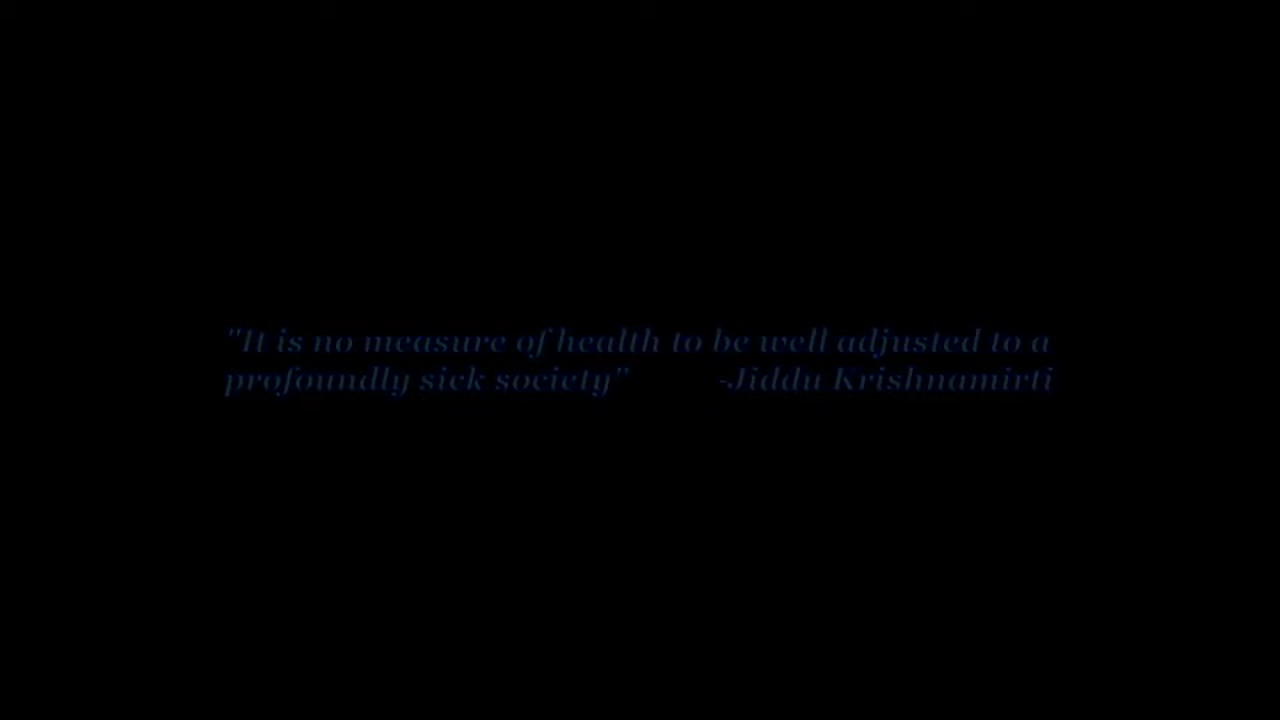 "It is no measure of health to be well adjusted to a
profoundly sick society" -Jiddu Krishnamirti